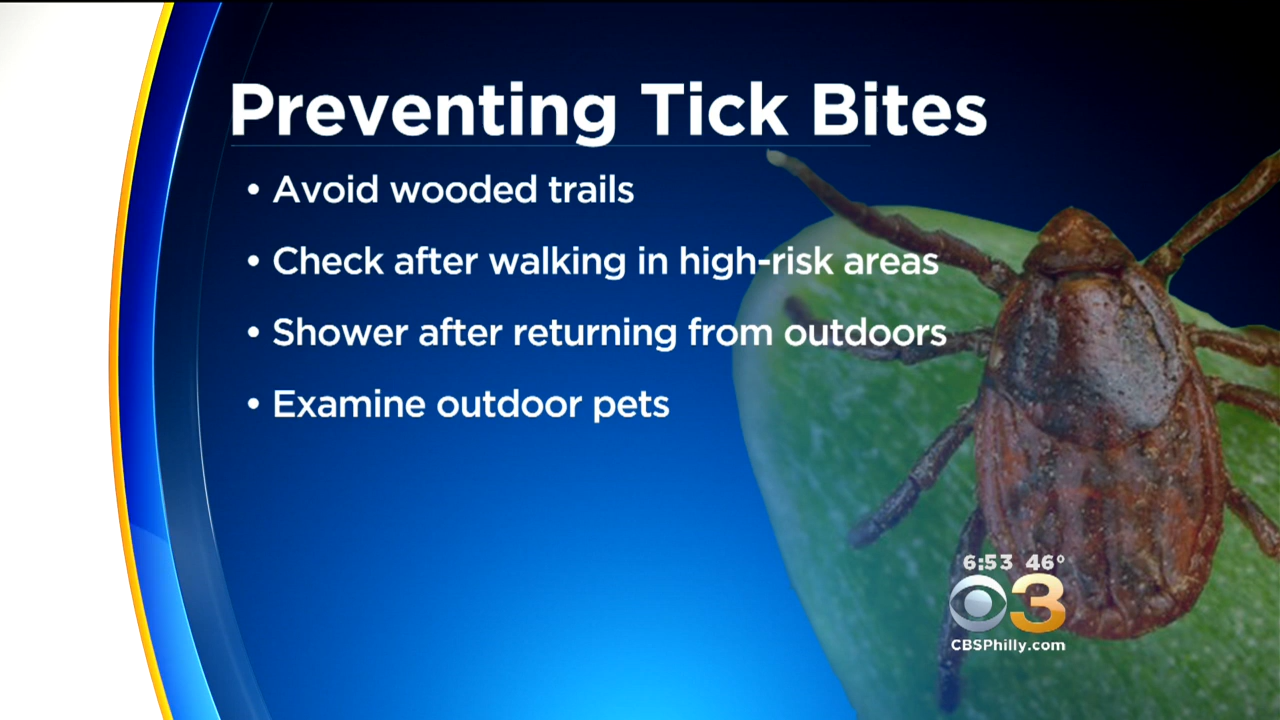 Preventing Tick Bites
• Avoid wooded trails
• Check after walking in high-risk areas
• Shower after returning from outdoors
• Examine outdoor pets
6:53 46°
3
CBSPhilly.com